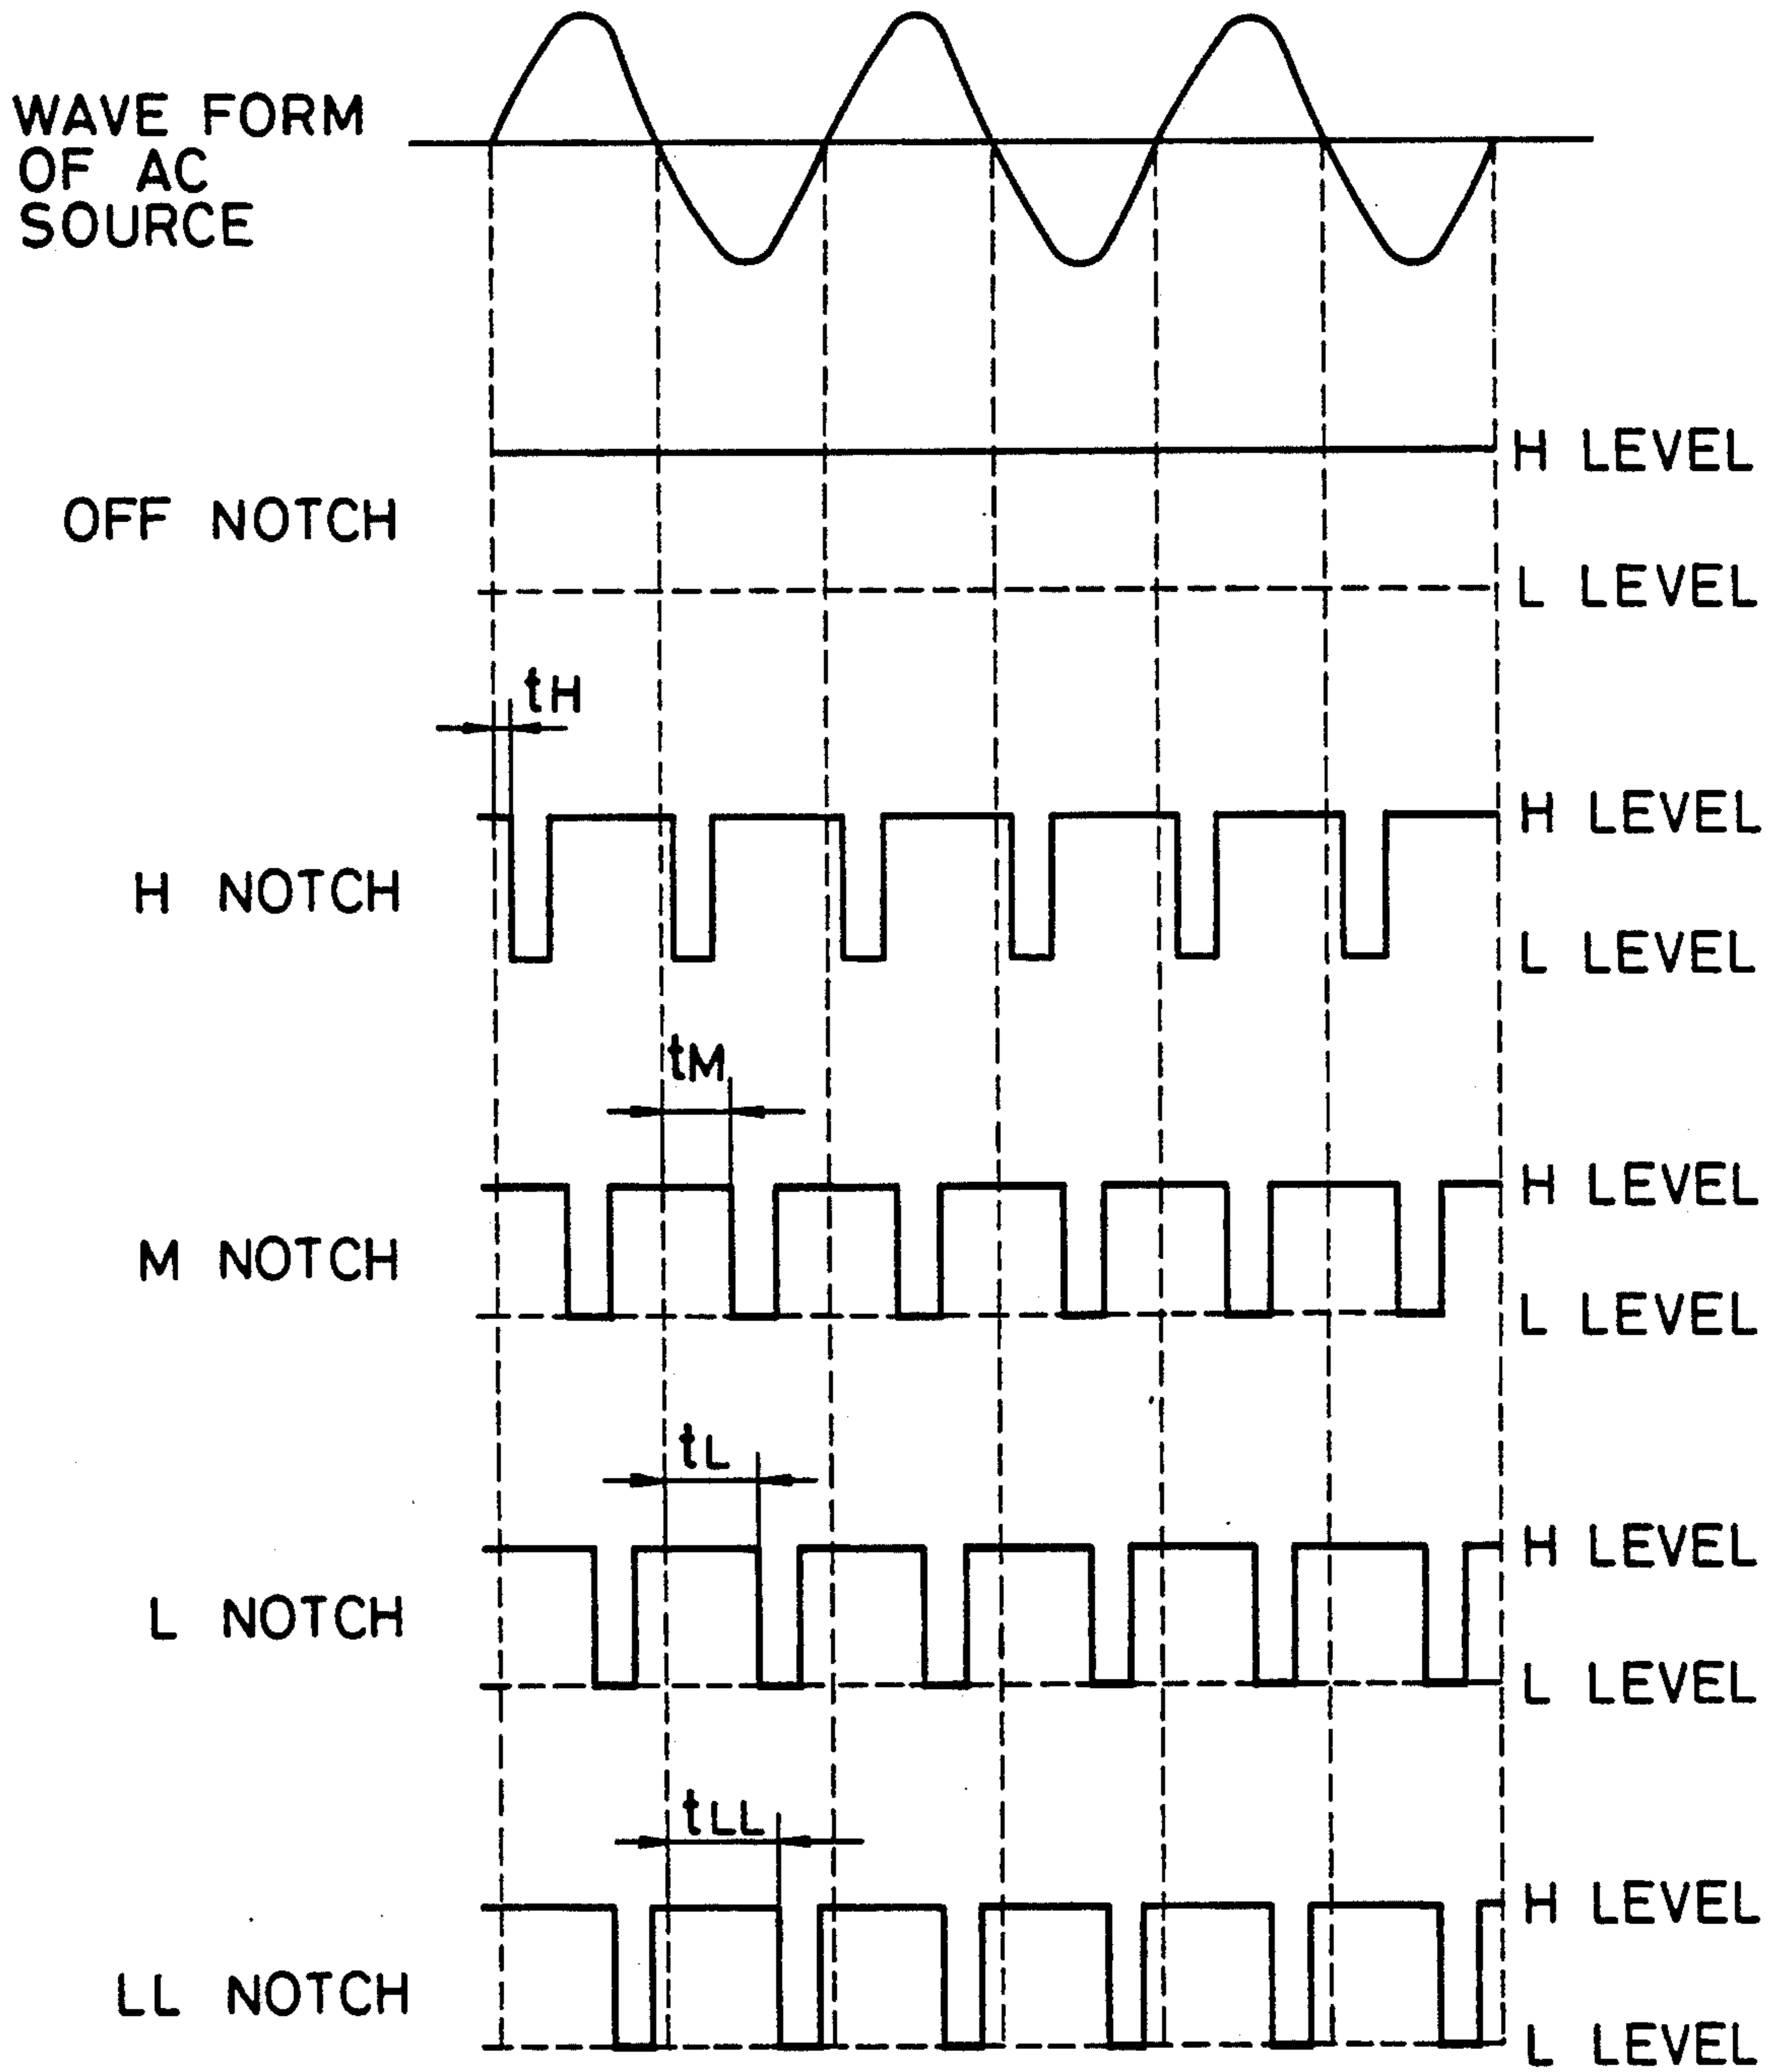 WAVE FORM
OF AC
SOURCE
H LEVEL
OFF NOTCH
L LEVEL
tH
H LEVEL
H NOTCH
L LEVEL
tM
H LEVEL
M NOTCH
L LEVEL
tL
H LEVEL
L NOTCH
L LEVEL
tLL
H LEVEL
LL NOTCH
L LEVEL